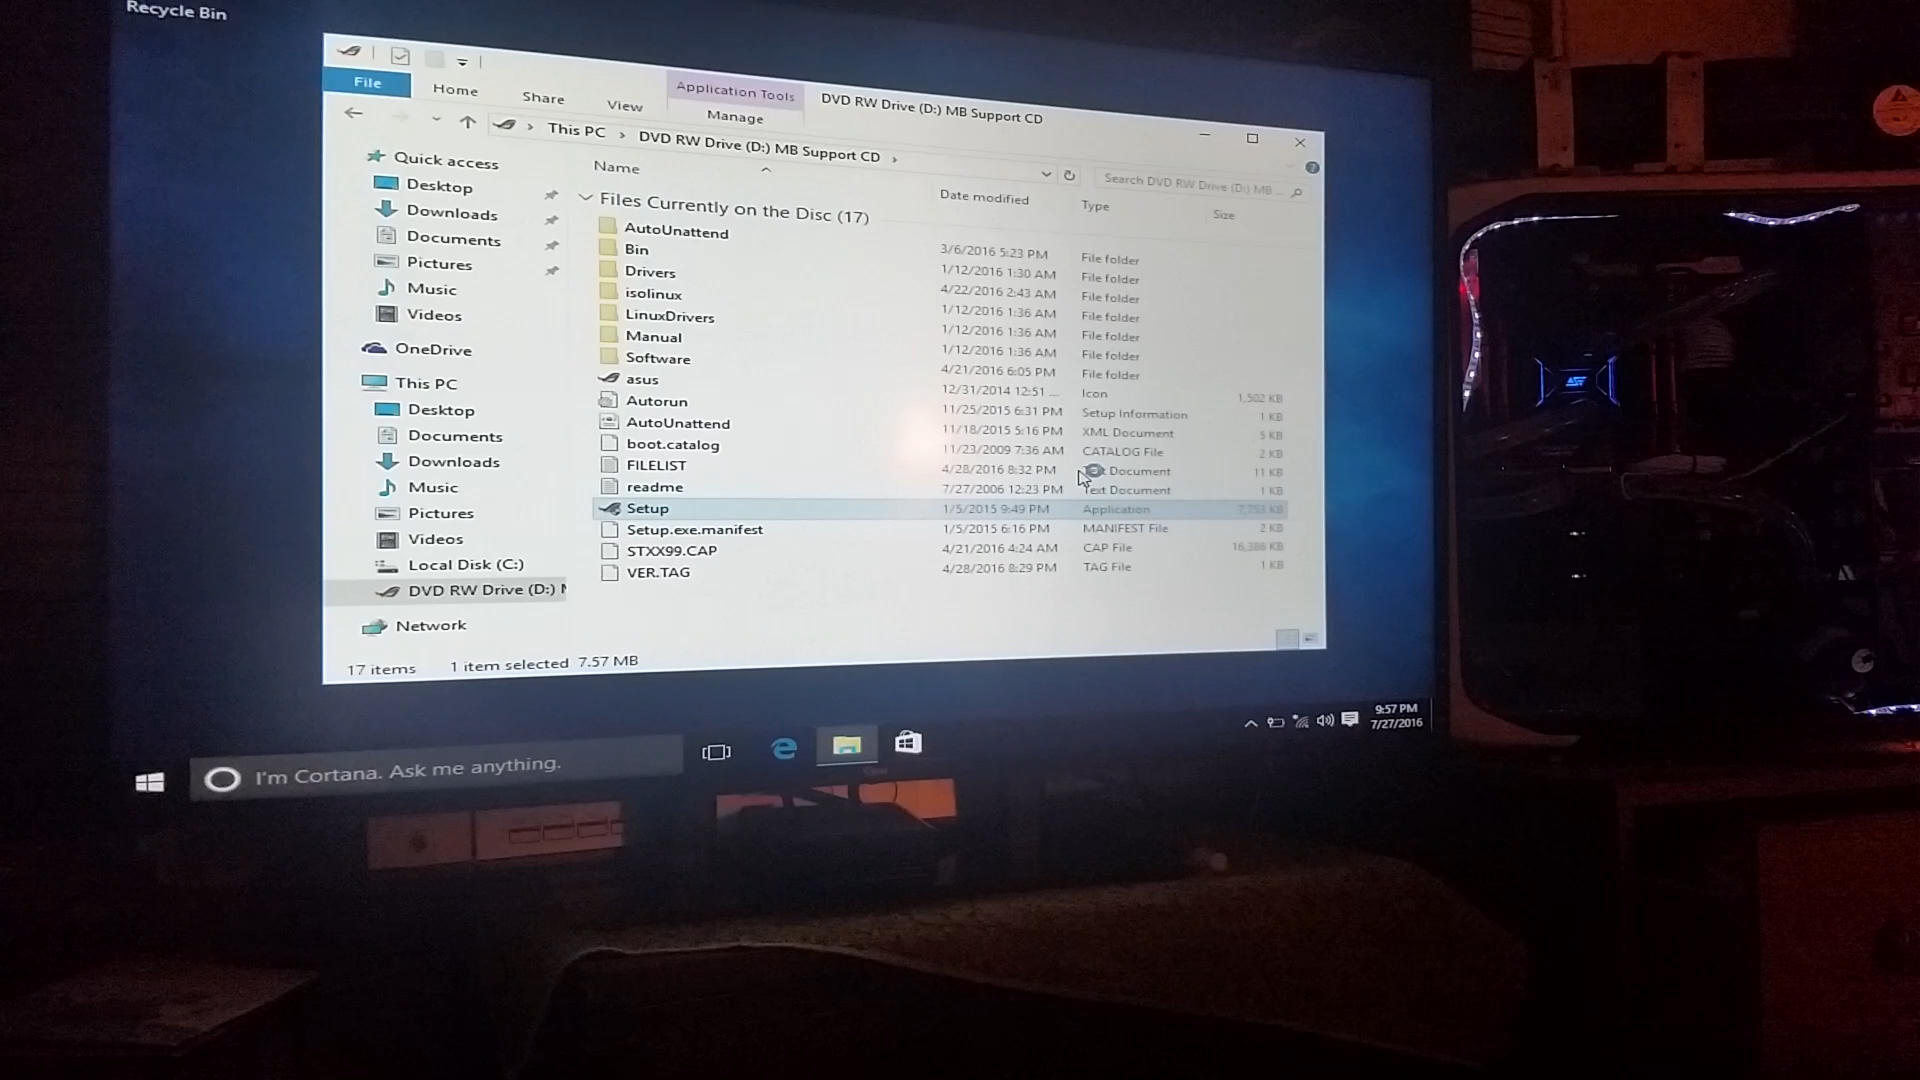 Recycle Bin
File Home Share View Application Tools Manage DVD RW Drive (D:) MB Support CD
This PC > DVD RW Drive (D:) MB Support CD >
Search DVD RW Drive (D:) MB ...
Quick access
Desktop
Downloads
Documents
Pictures
Music
Videos
OneDrive
This PC
Desktop
Documents
Downloads
Music
Pictures
Videos
Local Disk (C:)
DVD RW Drive (D:)
Network
Name Date modified Type Size
Files Currently on the Disc (17)
AutoUnattend 3/6/2016 5:23 PM File folder
Bin 1/12/2016 1:30 AM File folder
Drivers 4/22/2016 2:43 AM File folder
isolinux 1/12/2016 1:36 AM File folder
LinuxDrivers 1/12/2016 1:36 AM File folder
Manual 1/12/2016 1:36 AM File folder
Software 4/21/2016 6:05 PM File folder
asus 12/31/2014 12:51 ... Icon 1,502 KB
Autorun 11/25/2015 6:31 PM Setup Information 1 KB
AutoUnattend 11/18/2015 5:16 PM XML Document 5 KB
boot.catalog 11/23/2009 7:36 AM CATALOG File 2 KB
FILELIST 4/28/2016 8:32 PM Document 11 KB
readme 7/27/2006 12:23 PM Text Document 1 KB
Setup 1/5/2015 9:49 PM Application 7,753 KB
Setup.exe.manifest 1/5/2015 6:16 PM MANIFEST File 2 KB
STXX99.CAP 4/21/2016 4:24 AM CAP File 16,386 KB
VER.TAG 4/28/2016 8:29 PM TAG File 1 KB
17 items 1 item selected 7.57 MB
I'm Cortana. Ask me anything.
9:57 PM
7/27/2016